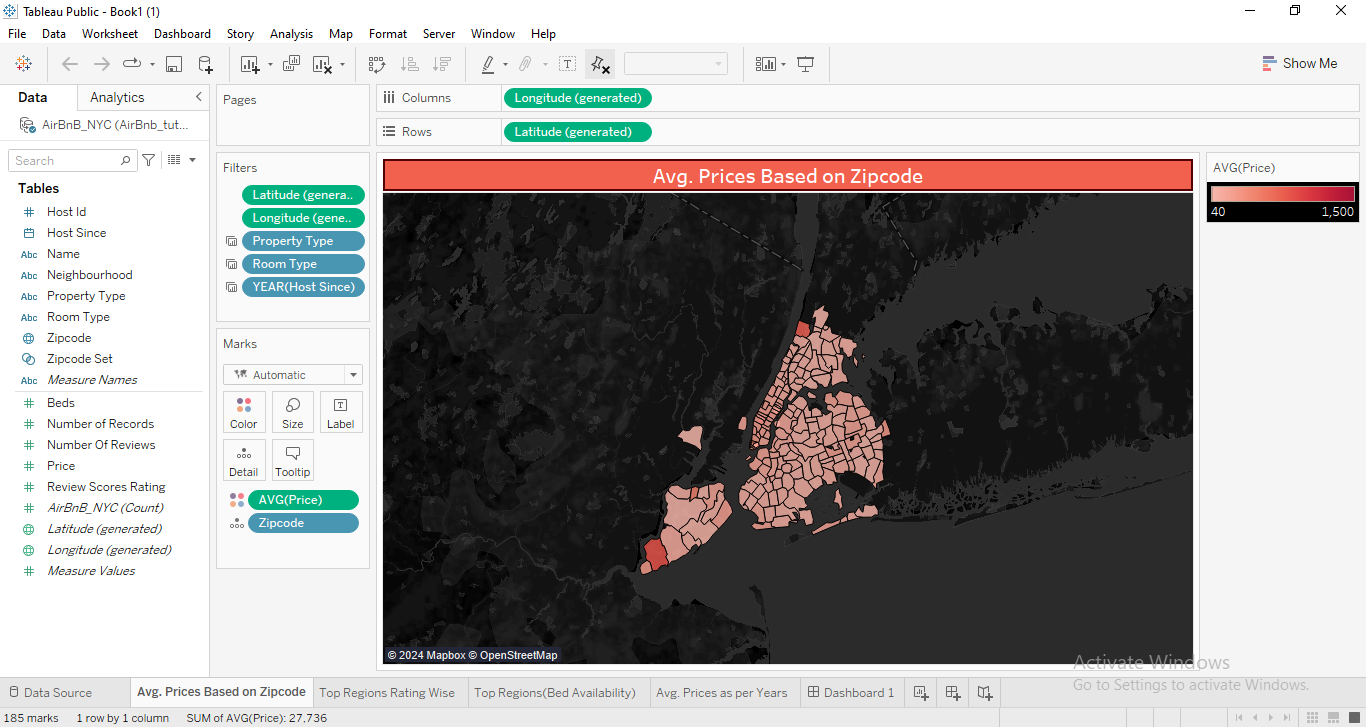 Tableau Public - Book1 (1)
File Data Worksheet Dashboard Story Analysis Map Format Server Window Help
Show Me
Data Analytics
AirBnB_NYC (AirBnb_tut...
Search
Tables
Host Id
Host Since
Abc Name
Abc Neighbourhood
Abc Property Type
Abc Room Type
Zipcode
Zipcode Set
Abc Measure Names
Beds
Number of Records
Number Of Reviews
Price
Review Scores Rating
AirBnB_NYC (Count)
Latitude (generated)
Longitude (generated)
Measure Values
Pages
Filters
Latitude (genera..
Longitude (gene..
Property Type
Room Type
YEAR(Host Since)
Marks
Automatic
Color Size Label
Detail Tooltip
AVG(Price)
Zipcode
Columns Longitude (generated)
Rows Latitude (generated)
Avg. Prices Based on Zipcode
© 2024 Mapbox © OpenStreetMap
AVG(Price)
40 1,500
Activate Windows
Go to Settings to activate Windows.
Data Source Avg. Prices Based on Zipcode Top Regions Rating Wise Top Regions(Bed Availability) Avg. Prices as per Years Dashboard 1
185 marks 1 row by 1 column SUM of AVG(Price): 27,736